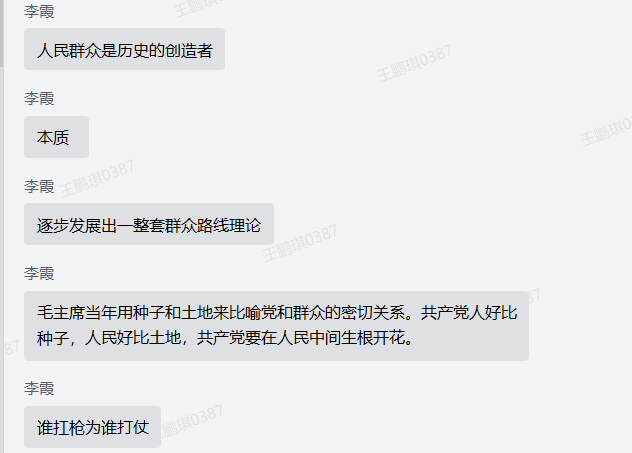 李霞
人民群众是历史的创造者
李霞
本质
李霞
逐步发展出一整套群众路线理论
李霞
毛主席当年用种子和土地来比喻党和群众的密切关系。共产党人好比
种子，人民好比土地，共产党要在人民中间生根开花。
李霞
谁扛枪为谁打仗
王鹏琪0387
王鹏琪0387
王鹏琪0387
王鹏琪0387
王鹏琪0387
王鹏琪03
王鹏琪0387